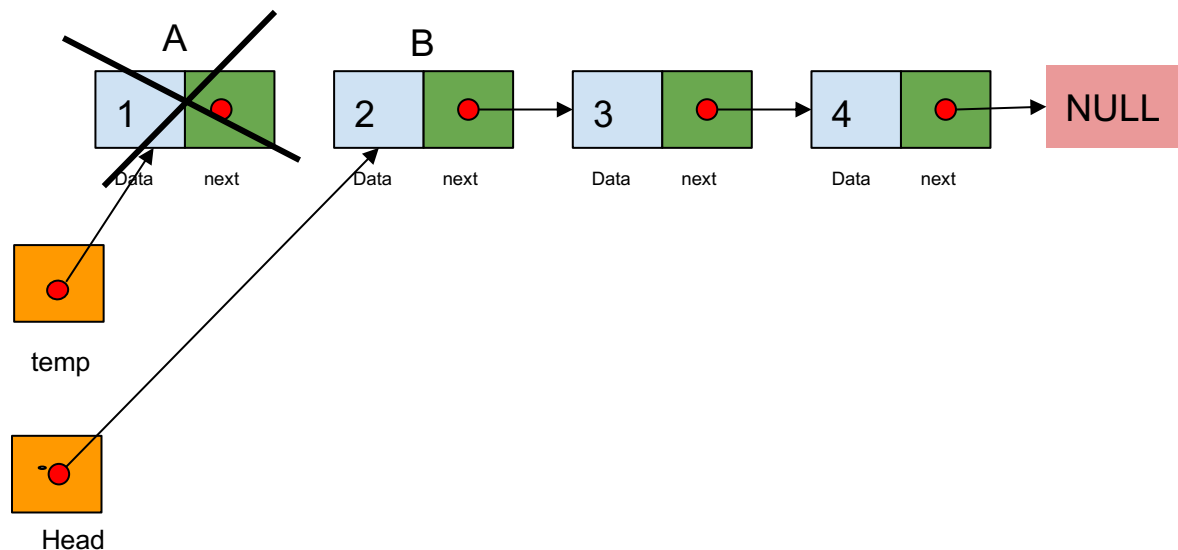 A B
1 2 3 4 NULL
Data next Data next Data next Data next
temp
Head